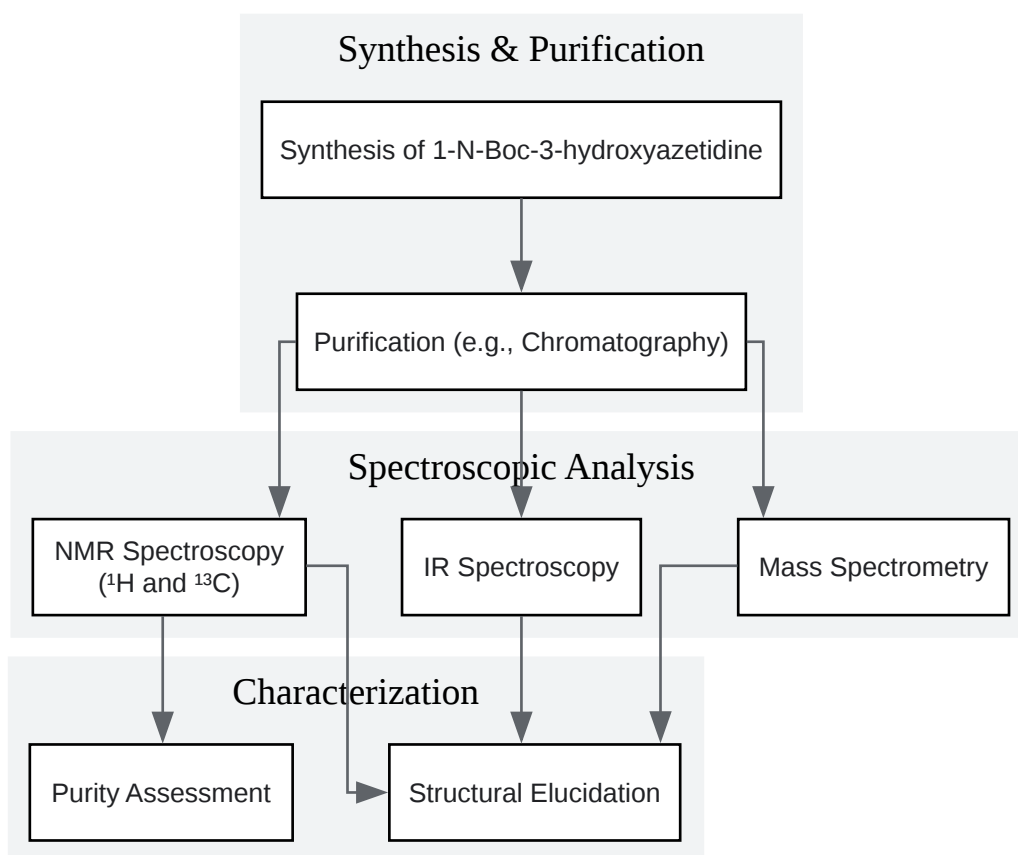 Synthesis & Purification
Synthesis of 1-N-Boc-3-hydroxyazetidine
Purification (e.g., Chromatography)
Spectroscopic Analysis
NMR Spectroscopy
(¹H and ¹³C)
IR Spectroscopy
Mass Spectrometry
Characterization
Purity Assessment
Structural Elucidation